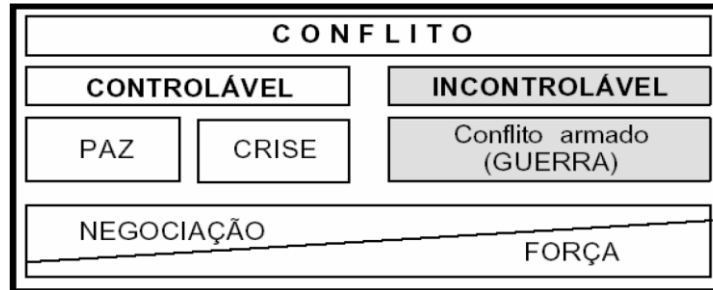 CONFLITO
CONTROLÁVEL INCONTROLÁVEL
PAZ CRISE Conflito armado
(GUERRA)
NEGOCIAÇÃO
FORÇA